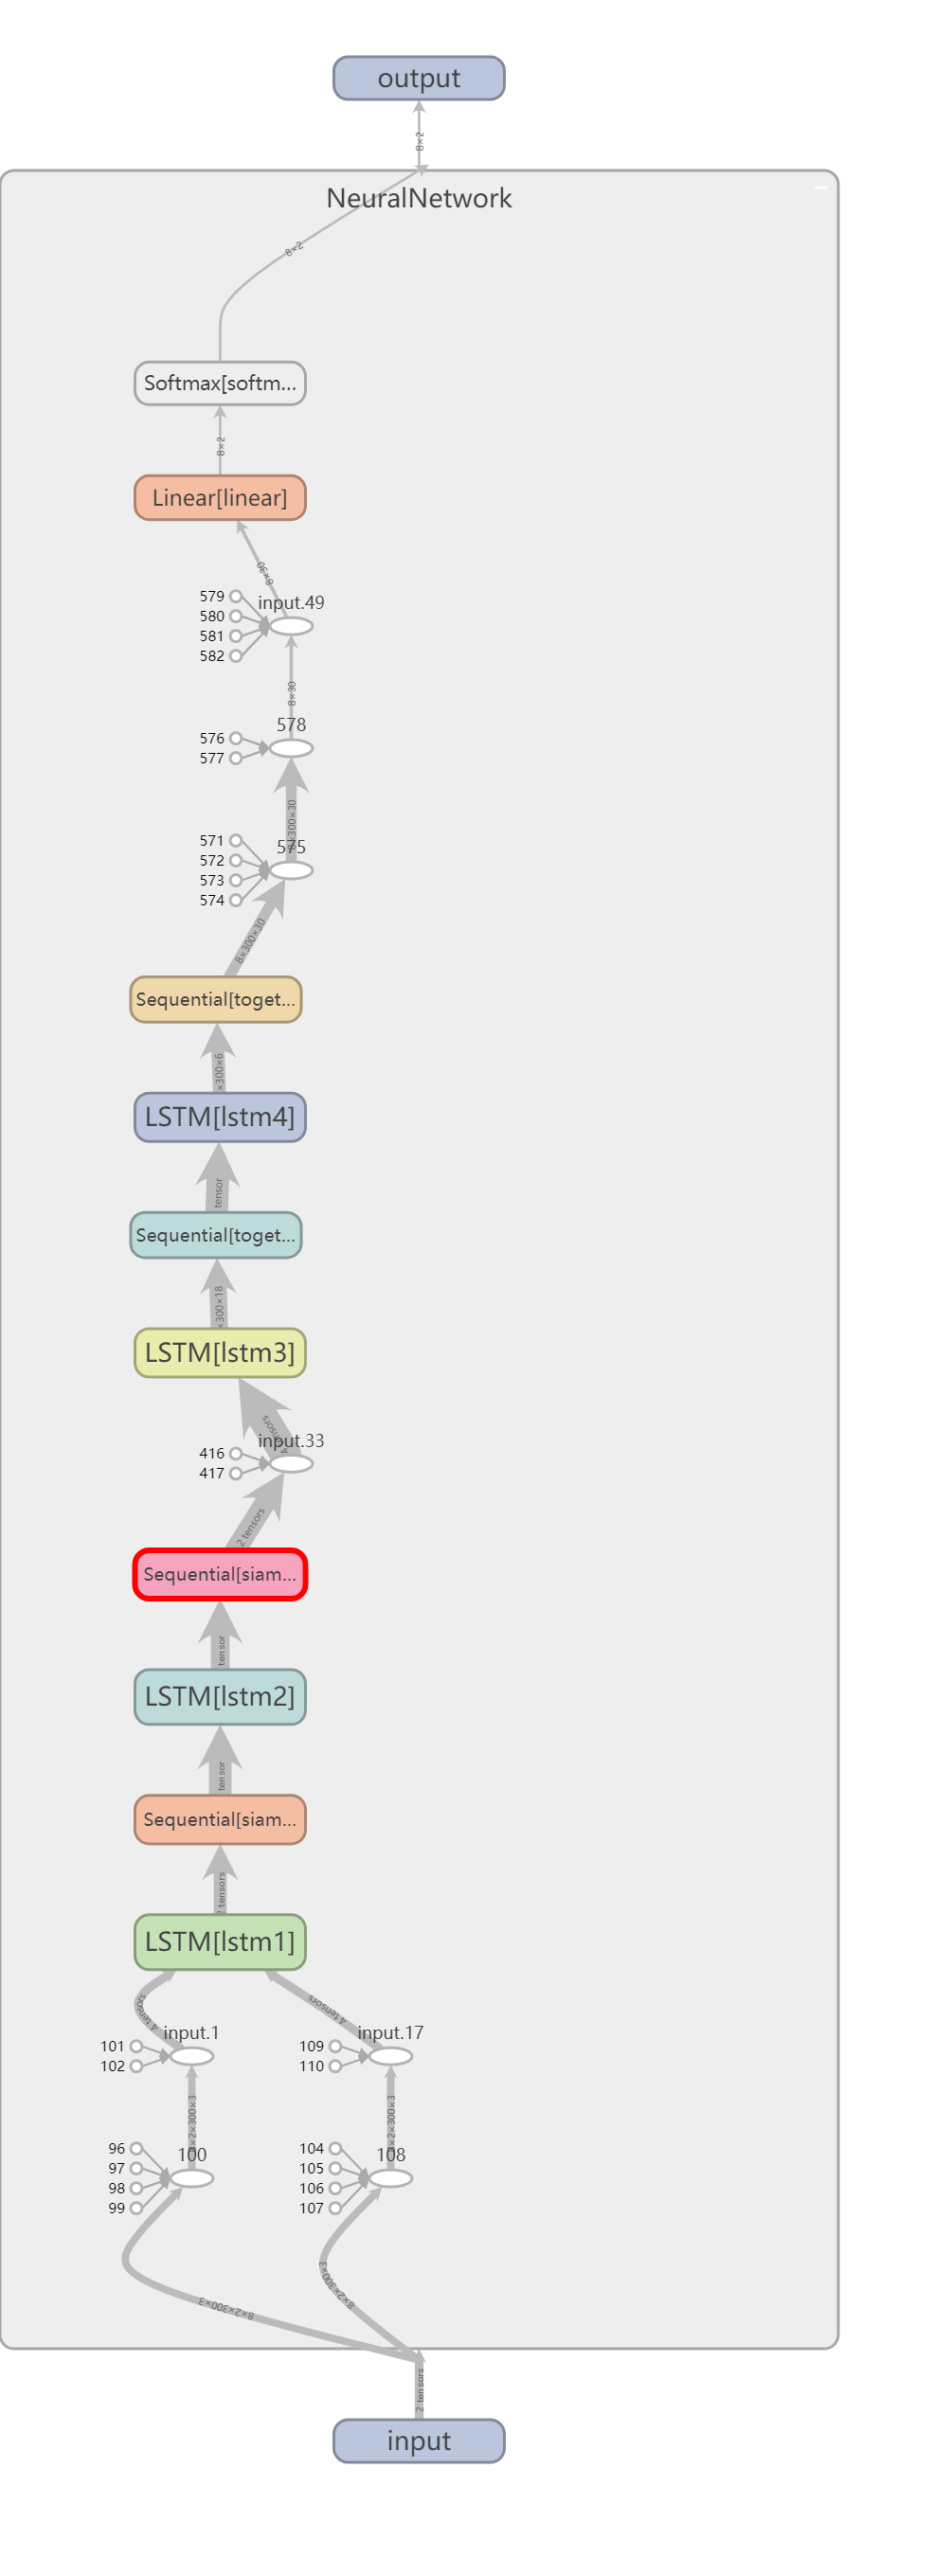 output
8×2
NeuralNetwork
8×2
Softmax[softm...
8×2
Linear[linear]
8×30
579
input.49
580
581
582
8×30
578
576
577
8×300×30
575
571
572
573
574
8×300×30
Sequential[toget...
×300×6
LSTM[lstm4]
tensor
Sequential[toget...
×300×18
LSTM[lstm3]
tensors
input.33
416
417
2 tensors
Sequential[siam...
tensor
LSTM[lstm2]
tensor
Sequential[siam...
2 tensors
LSTM[lstm1]
4 tensors
4 tensors
input.1
input.17
101
102
109
110
×2×300×3
×2×300×3
100
108
96
97
98
99
104
105
106
107
8×2×300×3
8×2×300×3
2 tensors
input